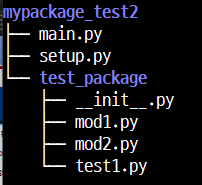 mypackage_test2
├── main.py
├── setup.py
└── test_package
    ├── __init__.py
    ├── mod1.py
    ├── mod2.py
    └── test1.py